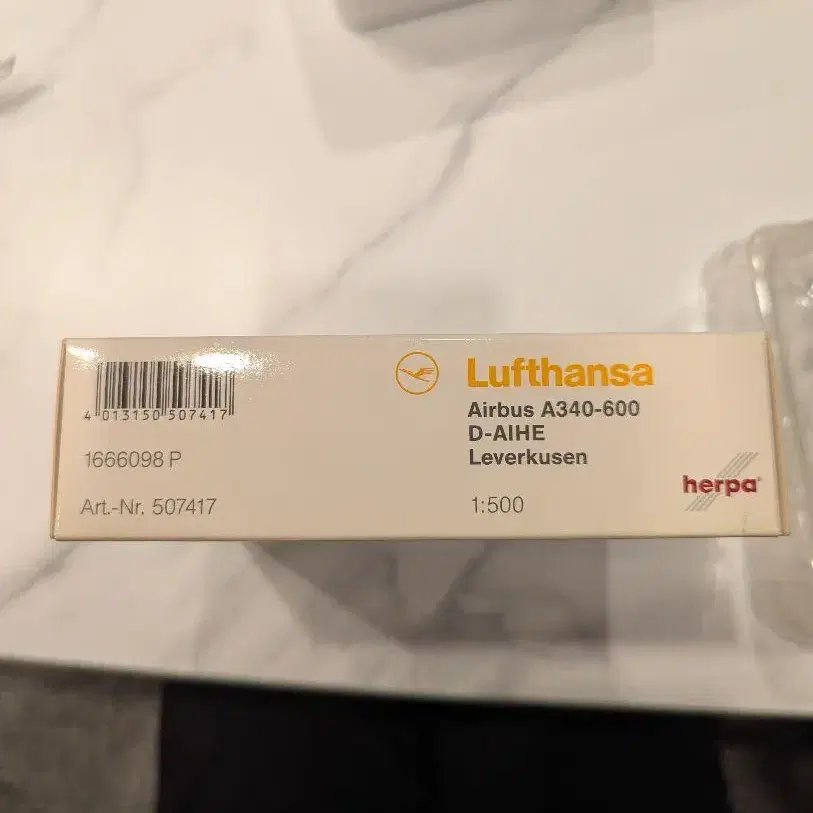 4 013150 507417
1666098 P
Art.-Nr. 507417
Lufthansa
Airbus A340-600
D-AIHE
Leverkusen
1:500
herpa